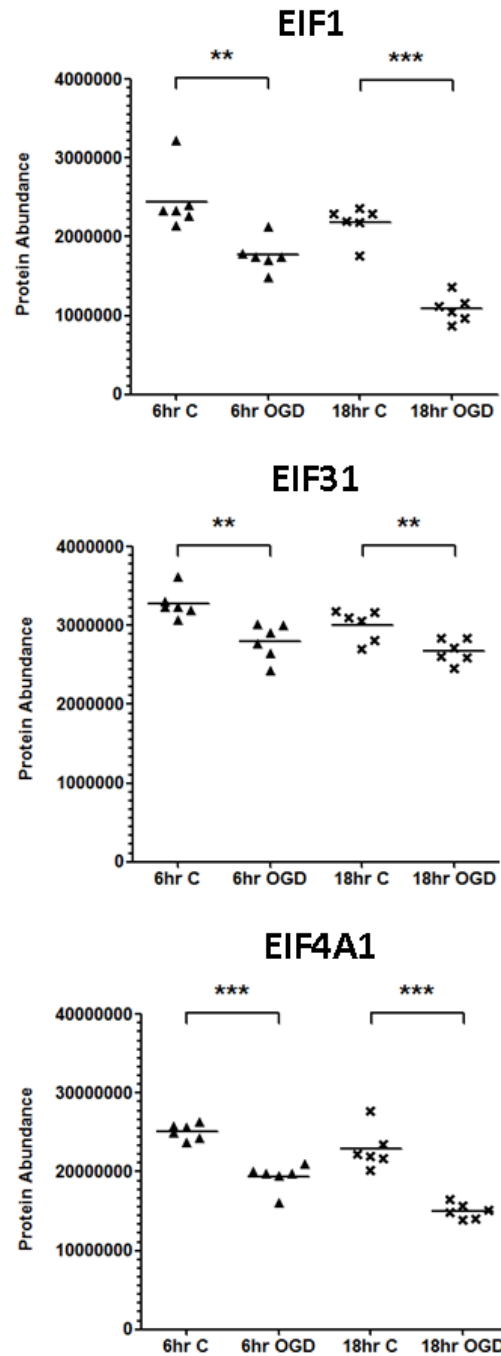 EIF1
** ***
4000000
3000000
2000000
1000000
0
Protein Abundance
6hr C 6hr OGD 18hr C 18hr OGD
EIF31
** **
4000000
3000000
2000000
1000000
0
Protein Abundance
6hr C 6hr OGD 18hr C 18hr OGD
EIF4A1
*** ***
40000000
30000000
20000000
10000000
0
Protein Abundance
6hr C 6hr OGD 18hr C 18hr OGD